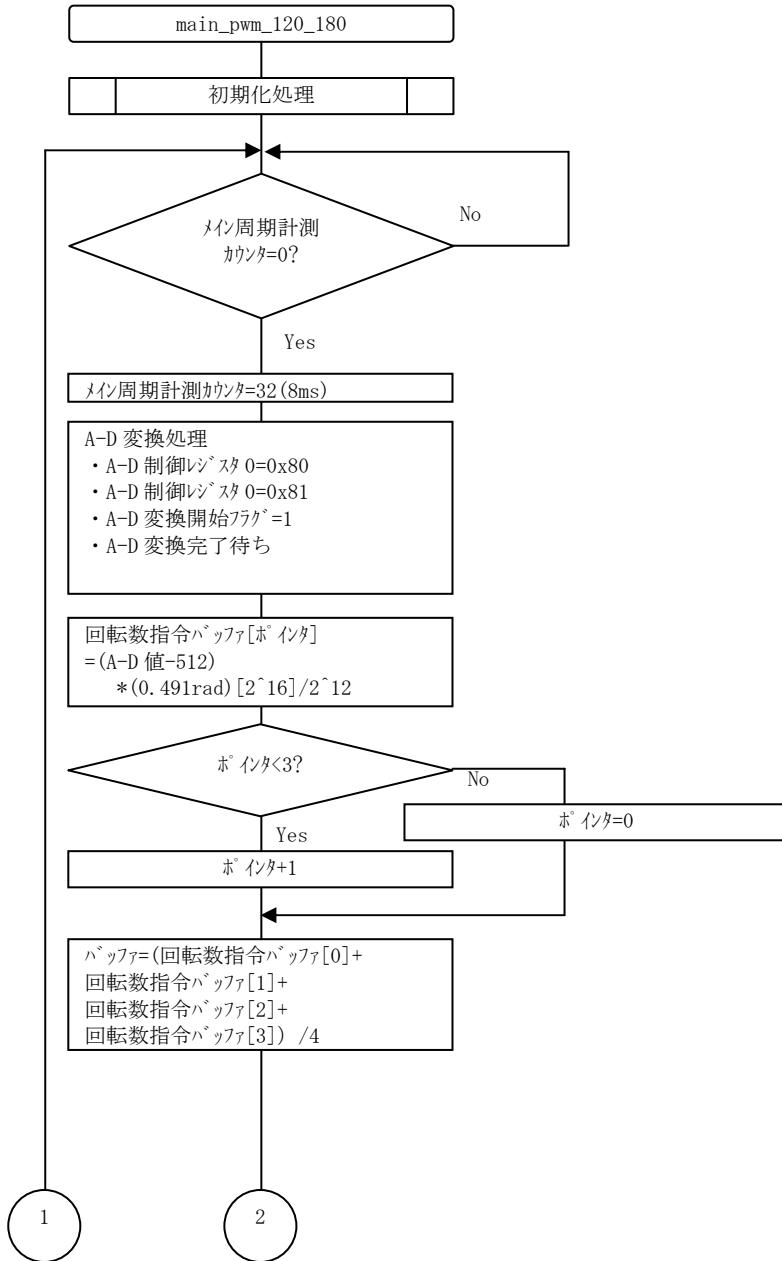 main_pwm_120_180
初期化処理
ﾒｲﾝ周期計測
ｶｳﾝﾀ=0?
No
Yes
ﾒｲﾝ周期計測ｶｳﾝﾀ=32(8ms)
A-D 変換処理
・A-D 制御ﾚｼﾞｽﾀ 0=0x80
・A-D 制御ﾚｼﾞｽﾀ 0=0x81
・A-D 変換開始ﾌﾗｸﾞ=1
・A-D 変換完了待ち
回転数指令ﾊﾞｯﾌｧ[ﾎﾟｲﾝﾀ]
=(A-D 値-512)
*(0.491rad)[2^16]/2^12
ﾎﾟｲﾝﾀ<3?
No
ﾎﾟｲﾝﾀ=0
Yes
ﾎﾟｲﾝﾀ+1
ﾊﾞｯﾌｧ=(回転数指令ﾊﾞｯﾌｧ[0]+
回転数指令ﾊﾞｯﾌｧ[1]+
回転数指令ﾊﾞｯﾌｧ[2]+
回転数指令ﾊﾞｯﾌｧ[3]) /4
1
2